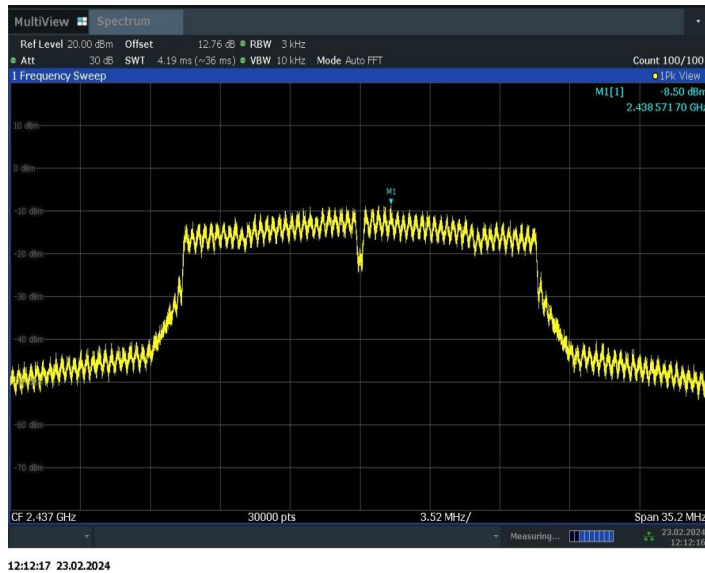 MultiView Spectrum
Ref Level 20.00 dBm Offset 12.76 dB RBW 3 kHz
Att 30 dB SWT 4.19 ms (~36 ms) VBW 10 kHz Mode Auto FFT Count 100/100
1 Frequency Sweep 1Pk View
M1[1] -8.50 dBm
2.438 571 70 GHz
10 dBm
0 dBm
M1
-10 dBm
-20 dBm
-30 dBm
-40 dBm
-60 dBm
-70 dBm
CF 2.437 GHz 30000 pts 3.52 MHz/ Span 35.2 MHz
Measuring... 23.02.2024
12:12:16
12:12:17 23.02.2024